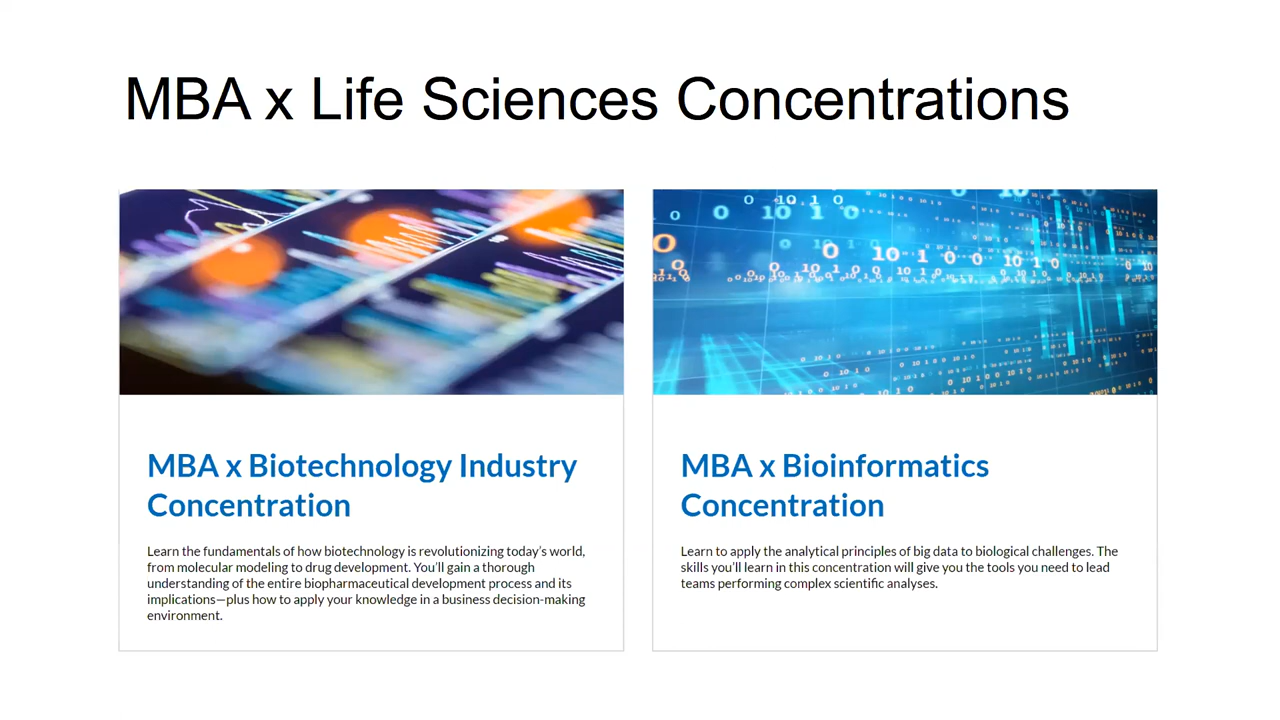 MBA x Life Sciences Concentrations
MBA x Biotechnology Industry
Concentration
Learn the fundamentals of how biotechnology is revolutionizing today's world,
from molecular modeling to drug development. You'll gain a thorough
understanding of the entire biopharmaceutical development process and its
implications—plus how to apply your knowledge in a business decision-making
environment.
MBA x Bioinformatics
Concentration
Learn to apply the analytical principles of big data to biological challenges. The
skills you'll learn in this concentration will give you the tools you need to lead
teams performing complex scientific analyses.